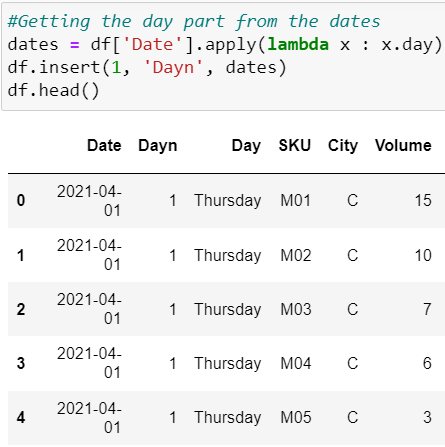 #Getting the day part from the dates
dates = df['Date'].apply(lambda x : x.day)
df.insert(1, 'Dayn', dates)
df.head()
Date Dayn Day SKU City Volume
0 2021-04-01 1 Thursday M01 C 15
1 2021-04-01 1 Thursday M02 C 10
2 2021-04-01 1 Thursday M03 C 7
3 2021-04-01 1 Thursday M04 C 6
4 2021-04-01 1 Thursday M05 C 3